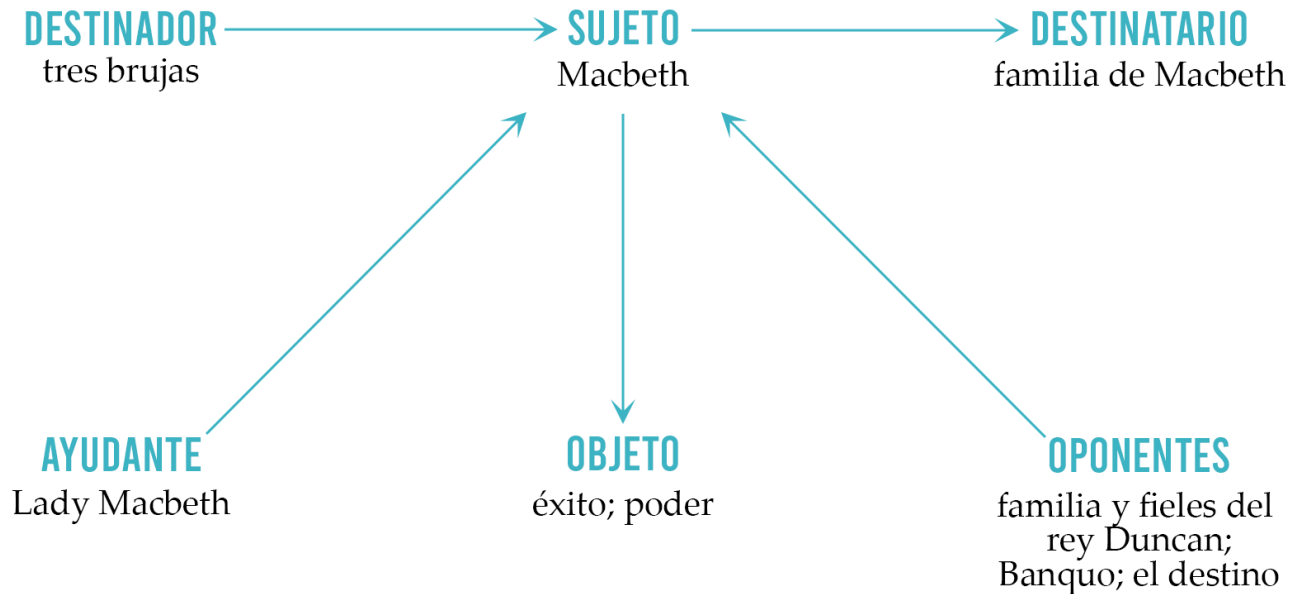 DESTINADOR
tres brujas
SUJETO
Macbeth
DESTINATARIO
familia de Macbeth
AYUDANTE
Lady Macbeth
OBJETO
éxito; poder
OPONENTES
familia y fieles del
rey Duncan;
Banquo; el destino